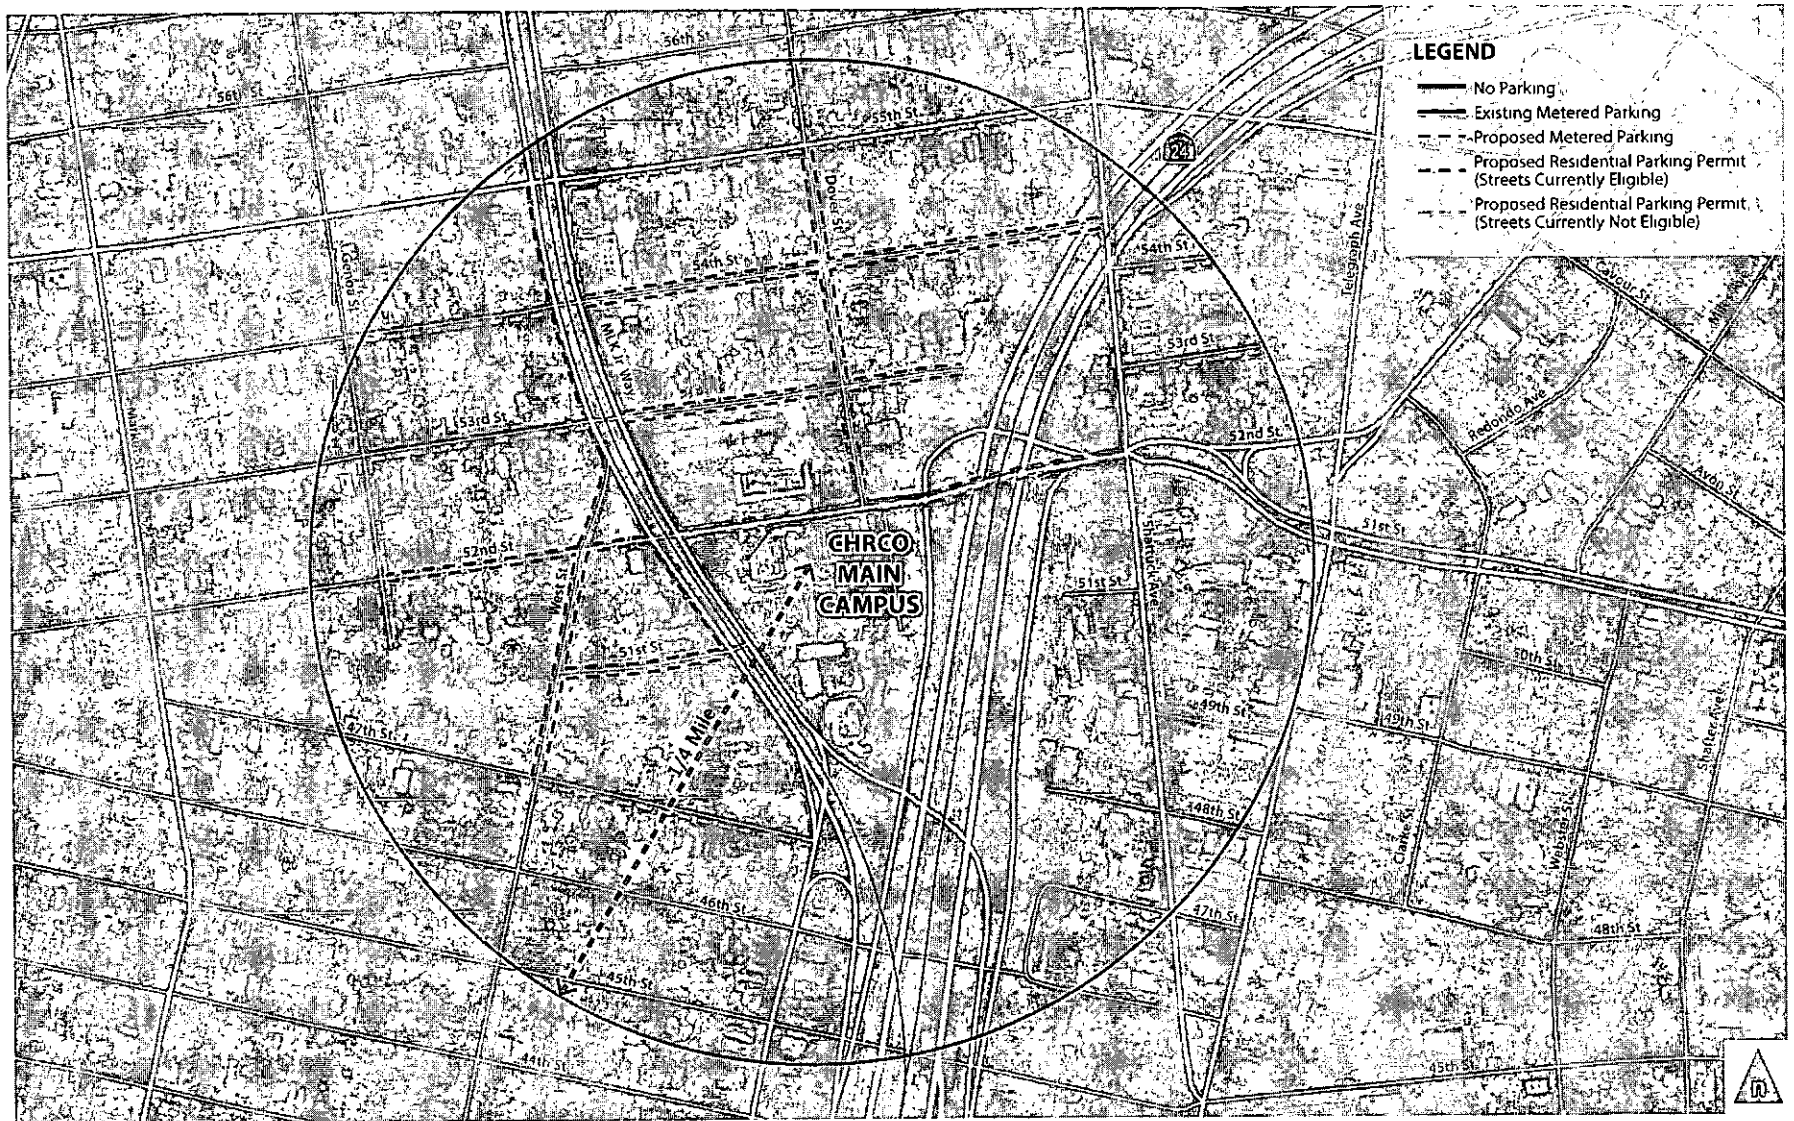 LEGEND
No Parking
Existing Metered Parking
Proposed Metered Parking
Proposed Residential Parking Permit
(Streets Currently Eligible)
Proposed Residential Parking Permit
(Streets Currently Not Eligible)
56th St
56th St
55th St
24
Dover St
Genoa St
54th St
54th St
Telegraph Ave
Cavour St
MLK Jr Way
53rd St
53rd St
Redondo Ave
Market
52nd St
Avon St
52nd St
51st St
CHRCO
MAIN
CAMPUS
West St
51st St
Shattuck Ave
51st St
50th St
1/4 Mile
47th St
49th St
49th St
Shafter Ave
48th St
Clarke St
Webster St
46th St
47th St
48th St
45th St
44th St
45th St
n